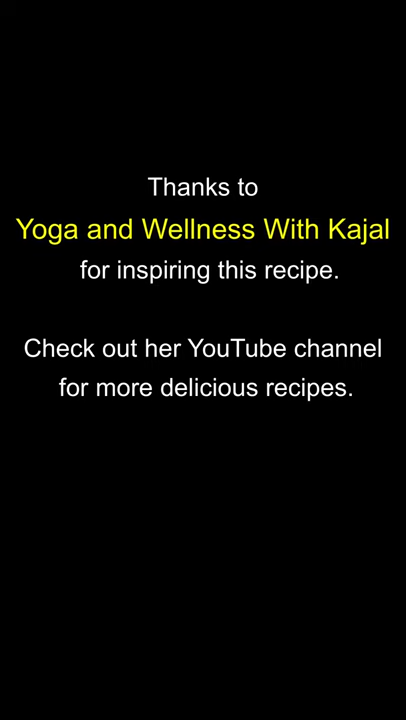 Thanks to
Yoga and Wellness With Kajal
for inspiring this recipe.
Check out her YouTube channel
for more delicious recipes.